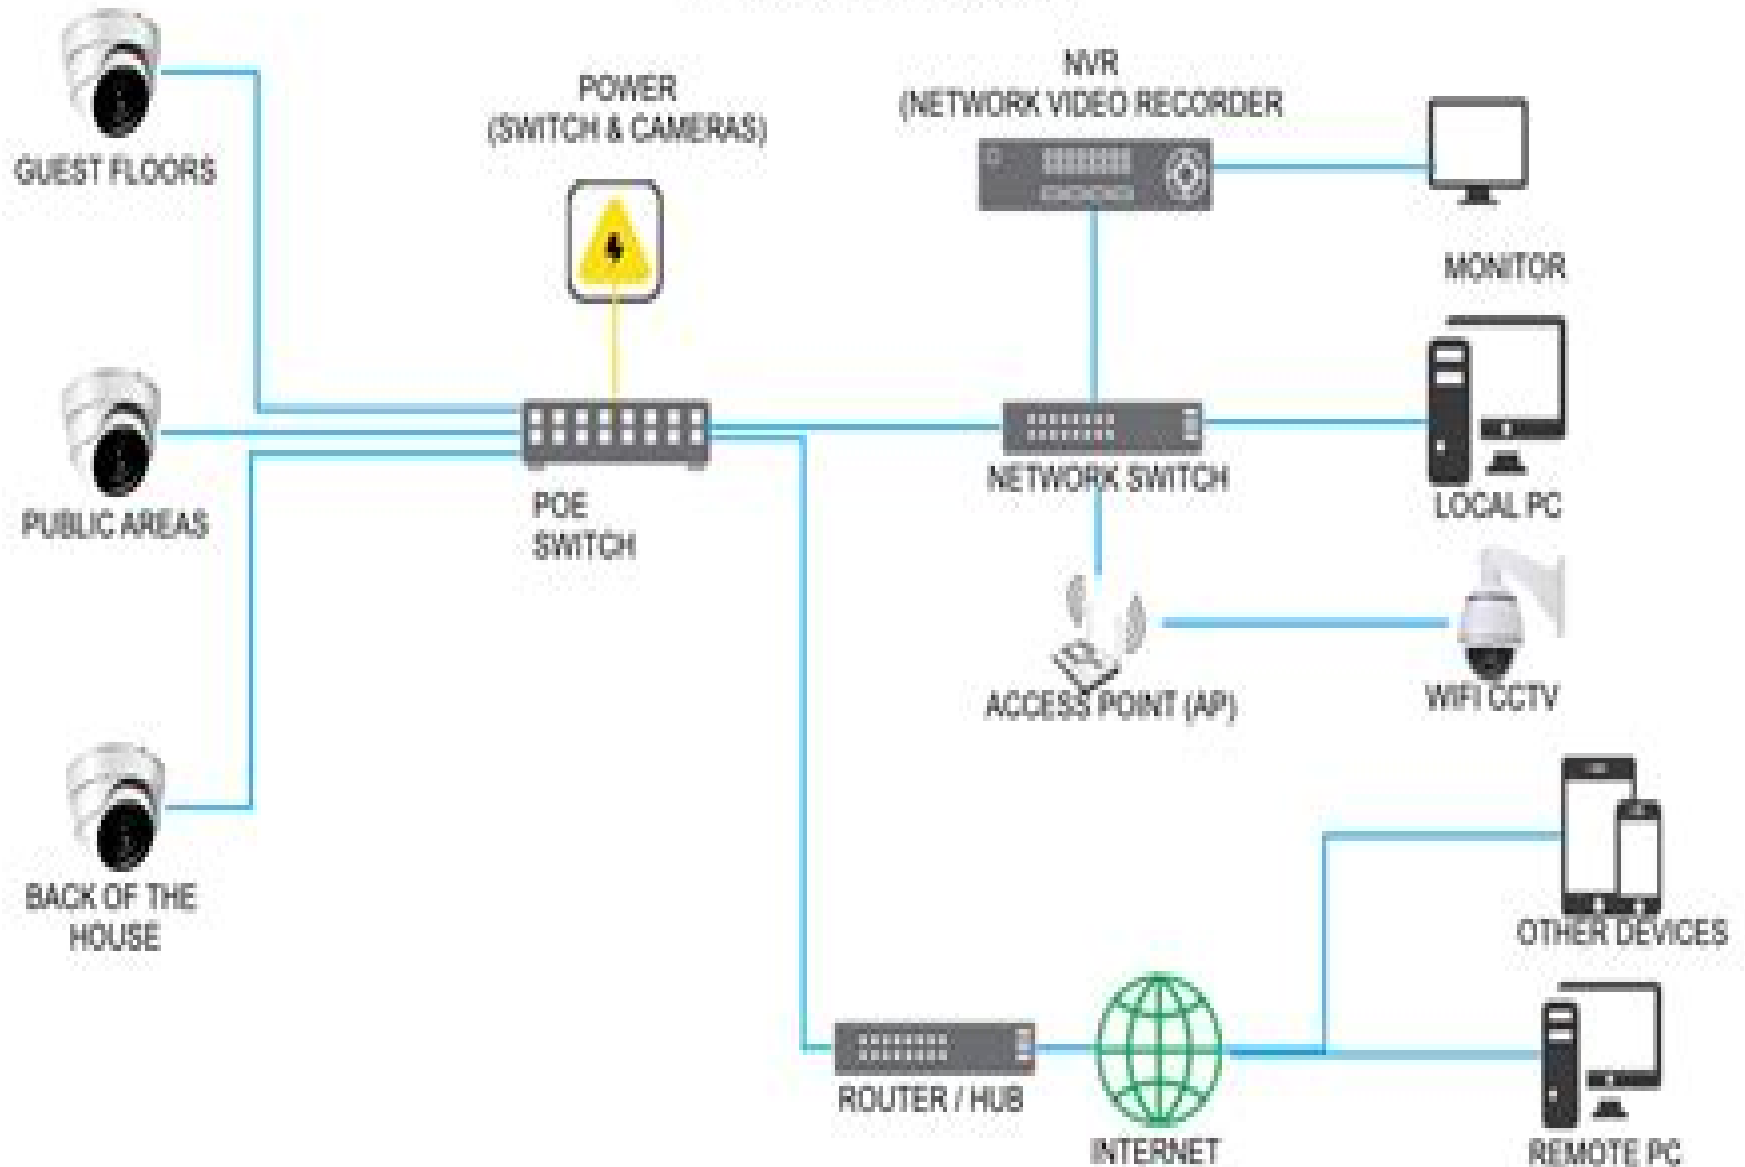 GUEST FLOORS
POWER
(SWITCH & CAMERAS)
NVR
(NETWORK VIDEO RECORDER
MONITOR
PUBLIC AREAS
POE
SWITCH
NETWORK SWITCH
LOCAL PC
ACCESS POINT (AP)
WIFI CCTV
BACK OF THE
HOUSE
OTHER DEVICES
ROUTER / HUB
INTERNET
REMOTE PC